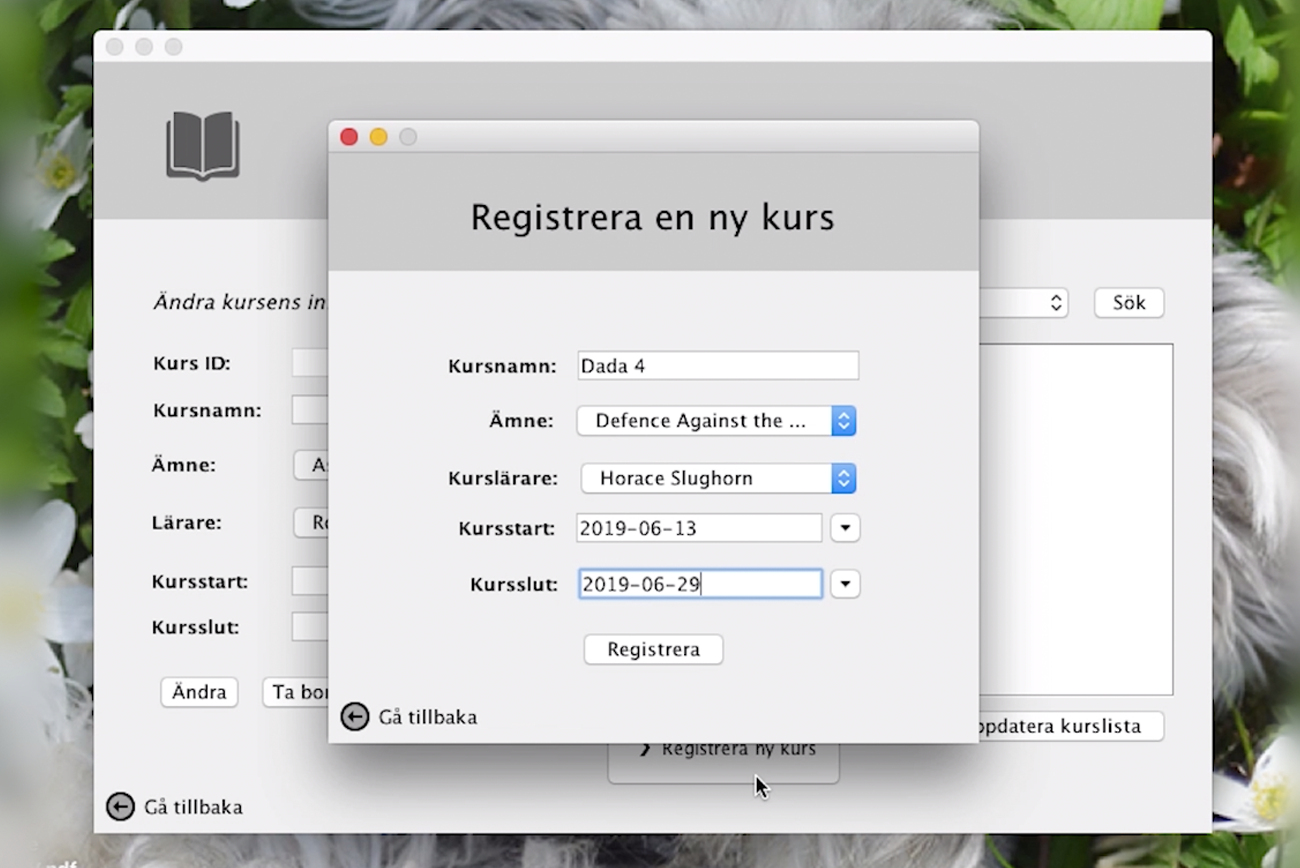 Registrera en ny kurs
Ändra kursens in
Sök
Kurs ID:
Kursnamn:
Ämne:
Lärare:
Kursstart:
Kursslut:
Ändra
Ta bor
Kursnamn: Dada 4
Ämne: Defence Against the ...
Kurslärare: Horace Slughorn
Kursstart: 2019-06-13
Kursslut: 2019-06-29
Registrera
Gå tillbaka
ppdatera kurslista
Registrera ny kurs
Gå tillbaka